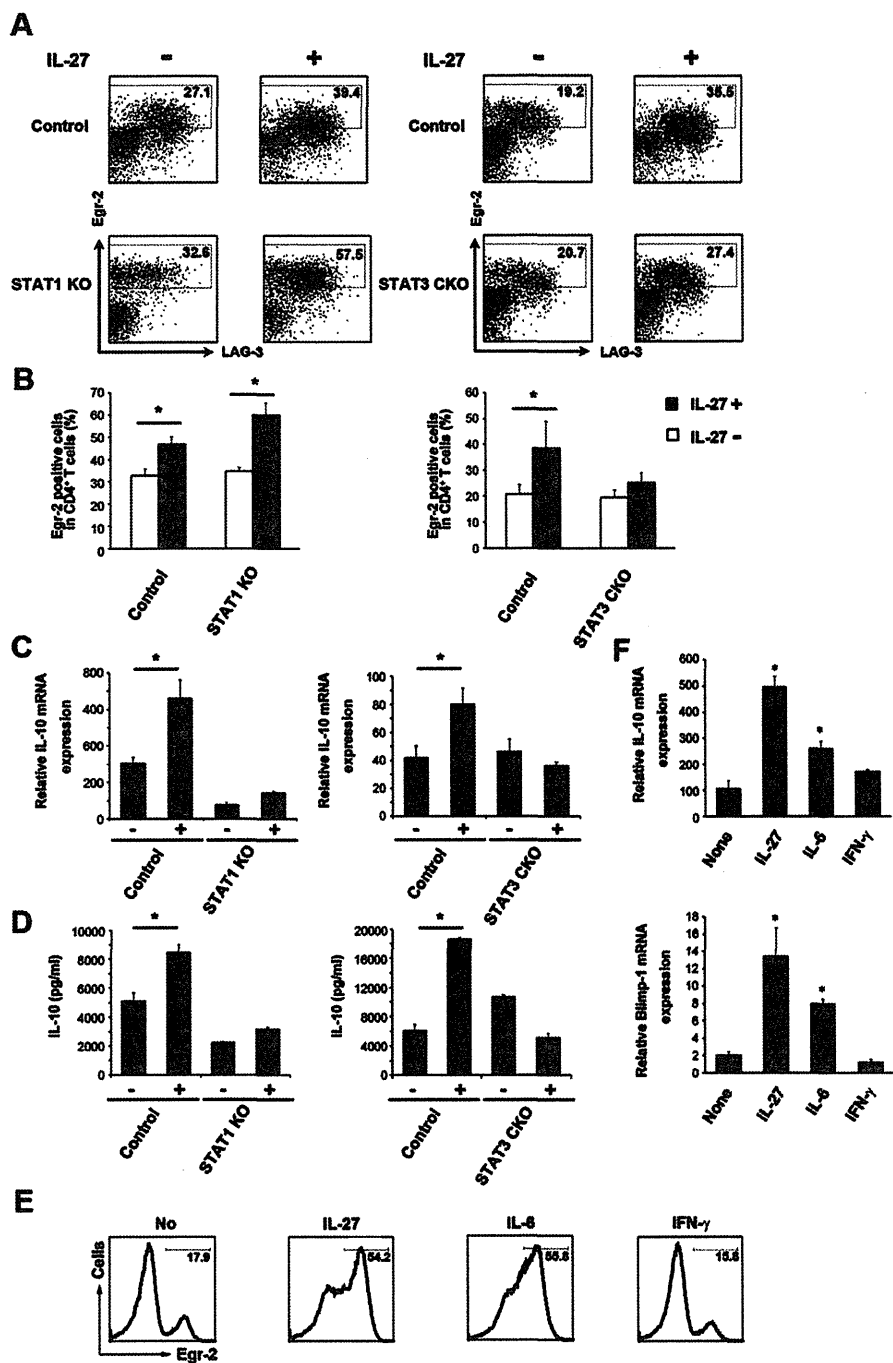 A
IL-27 - + IL-27 - +
Control 27.1 39.4 Control 19.2 35.5
Egr-2 Egr-2
STAT1 KO 32.6 57.5 STAT3 CKO 20.7 27.4
LAG-3 LAG-3
B
Egr-2 positive cells
in CD4+ T cells (%)
70
60
50
40
30
20
10
0
* *
Control STAT1 KO
Egr-2 positive cells
in CD4+ T cells (%)
60
50
40
30
20
10
0
*
Control STAT3 CKO
IL-27 +
IL-27 -
C
Relative IL-10 mRNA
expression
800
400
600
200
0
*
- + - +
Control STAT1 KO
Relative IL-10 mRNA
expression
100
80
60
40
20
0
*
- + - +
Control STAT3 CKO
D
IL-10 (pg/ml)
10000
8000
6000
4000
2000
0
*
- + - +
Control STAT1 KO
IL-10 (pg/ml)
20000
16000
12000
8000
4000
0
*
- + - +
Control STAT3 CKO
F
Relative IL-10 mRNA
expression
600
500
400
300
200
100
0
* *
None IL-27 IL-6 IFN-γ
Relative Blimp-1 mRNA
expression
18
16
14
12
10
8
6
4
2
0
* *
None IL-27 IL-6 IFN-γ
E
No IL-27 IL-6 IFN-γ
Cells
17.9 54.2 55.8 15.8
Egr-2